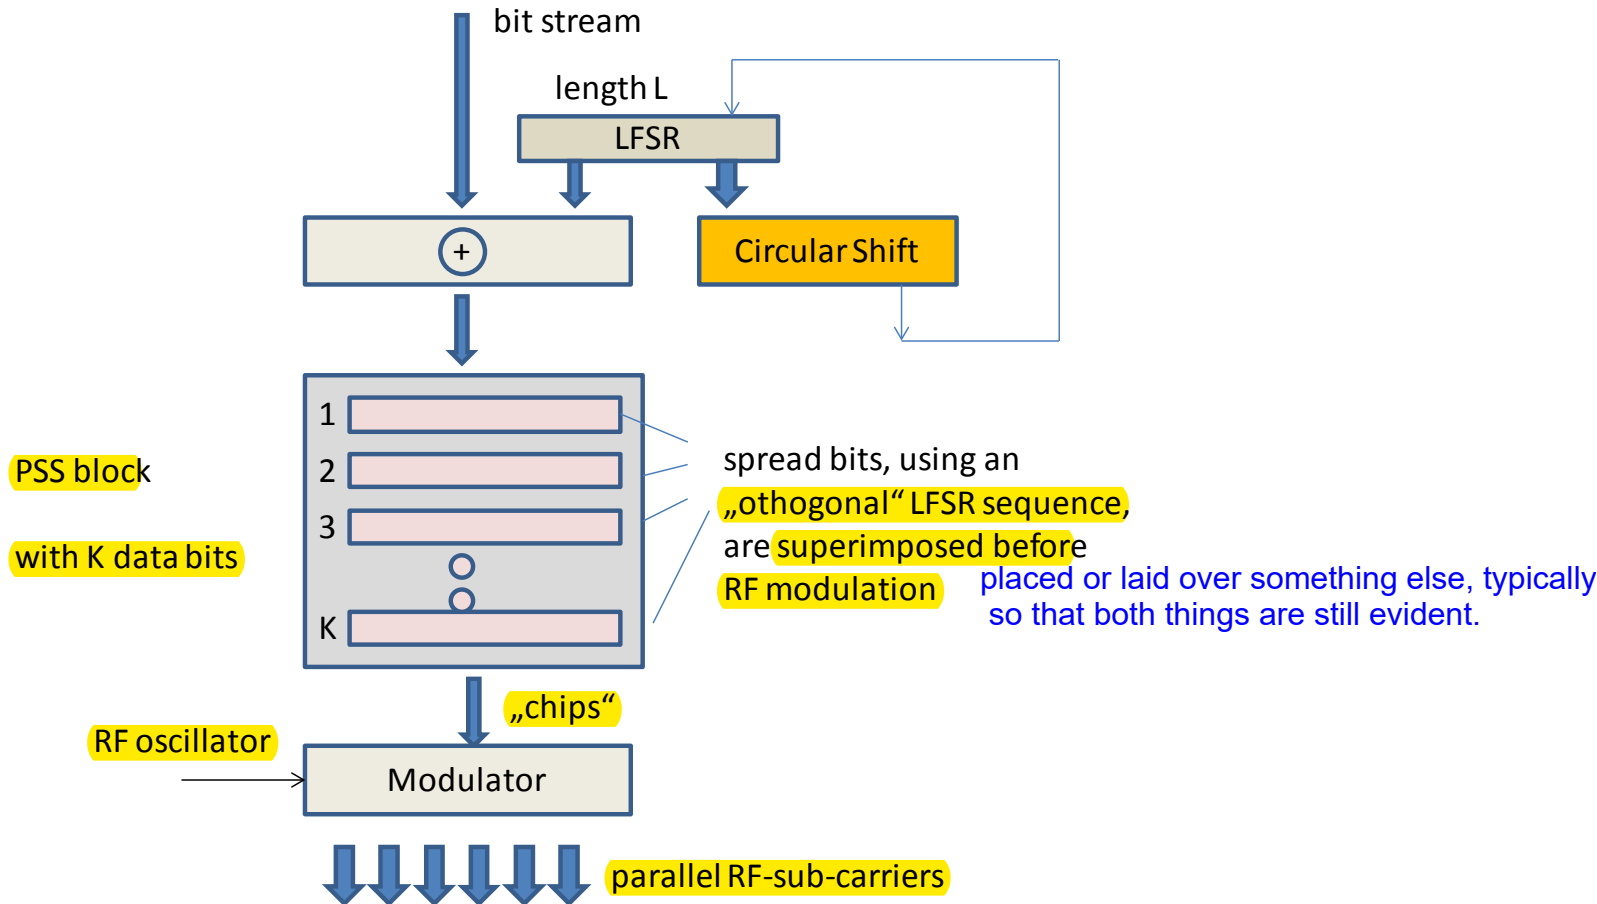 bit stream
length L
LFSR
+
Circular Shift
1
2
3
K
PSS block
with K data bits
spread bits, using an
„othogonal“ LFSR sequence,
are superimposed before
RF modulation
placed or laid over something else, typically
so that both things are still evident.
„chips“
RF oscillator
Modulator
parallel RF-sub-carriers